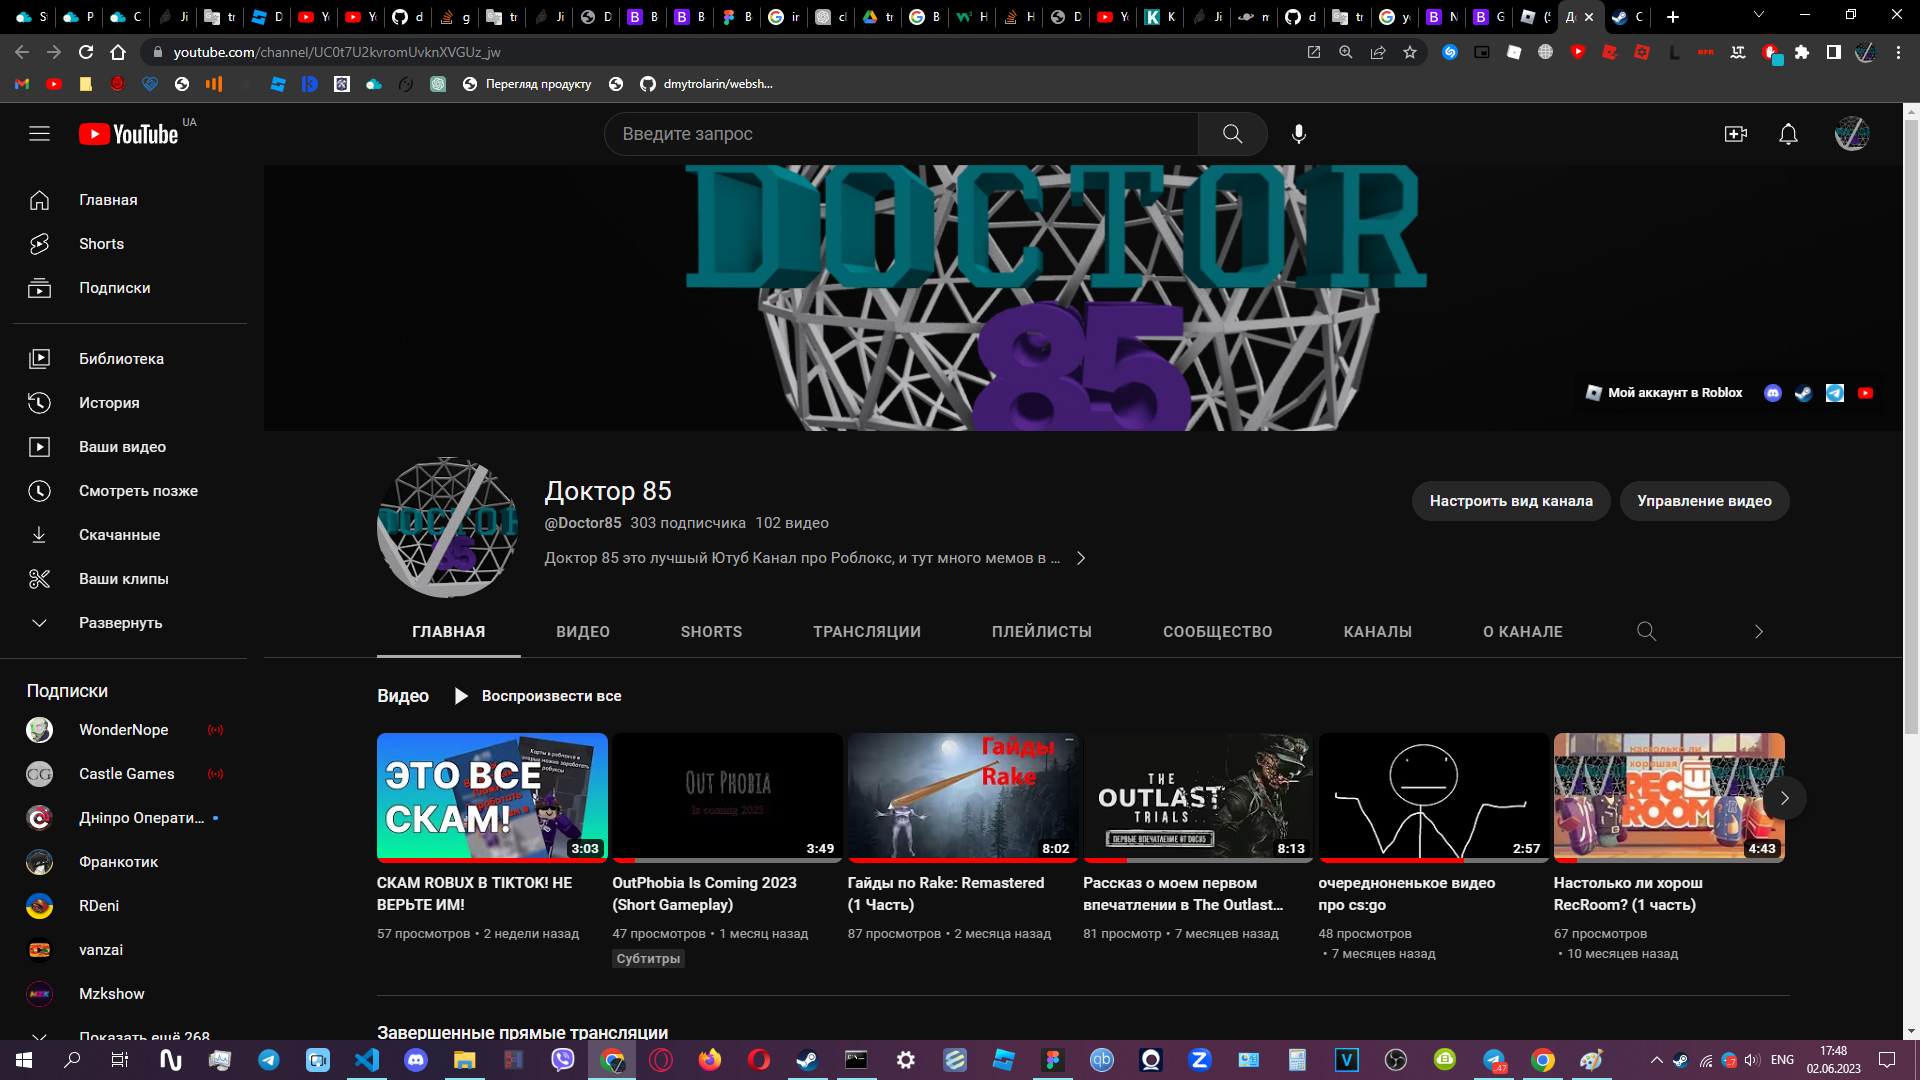 youtube.com/channel/UC0t7U2kvromUvknXVGUz_jw
Перегляд продукту
dmytrolarin/websh...
YouTube UA
Введите запрос
Главная
Shorts
Подписки
Библиотека
История
Ваши видео
Смотреть позже
Скачанные
Ваши клипы
Развернуть
Подписки
WonderNope
Castle Games
Дніпро Операти...
Франкотик
RDeni
vanzai
Mzkshow
Показать ещё 268
DOCTOR
85
Мой аккаунт в Roblox
Доктор 85
@Doctor85 303 подписчика 102 видео
Доктор 85 это лучшый Ютуб Канал про Роблокс, и тут много мемов в ...
Настроить вид канала
Управление видео
ГЛАВНАЯ
ВИДЕО
SHORTS
ТРАНСЛЯЦИИ
ПЛЕЙЛИСТЫ
СООБЩЕСТВО
КАНАЛЫ
О КАНАЛЕ
Видео
Воспроизвести все
ЭТО ВСЕ
СКАМ!
3:03
СКАМ ROBUX В TIKTOK! НЕ
ВЕРЬТЕ ИМ!
57 просмотров • 2 недели назад
OUT PHOBIA
Is coming 2023
3:49
OutPhobia Is Coming 2023
(Short Gameplay)
47 просмотров • 1 месяц назад
Субтитры
Гайды
Rake
8:02
Гайды по Rake: Remastered
(1 Часть)
87 просмотров • 2 месяца назад
THE
OUTLAST
TRIALS
ПЕРВЫЕ ВПЕЧАТЛЕНИЕ ОТ DOC85
8:13
Рассказ о моем первом
впечатлении в The Outlast...
81 просмотр • 7 месяцев назад
2:57
очередноненькое видео
про cs:go
48 просмотров
• 7 месяцев назад
настолько ли
хорошая
REC
ROOM
4:43
Настолько ли хорош
RecRoom? (1 часть)
67 просмотров
• 10 месяцев назад
Завершенные прямые трансляции
ENG
17:48
02.06.2023